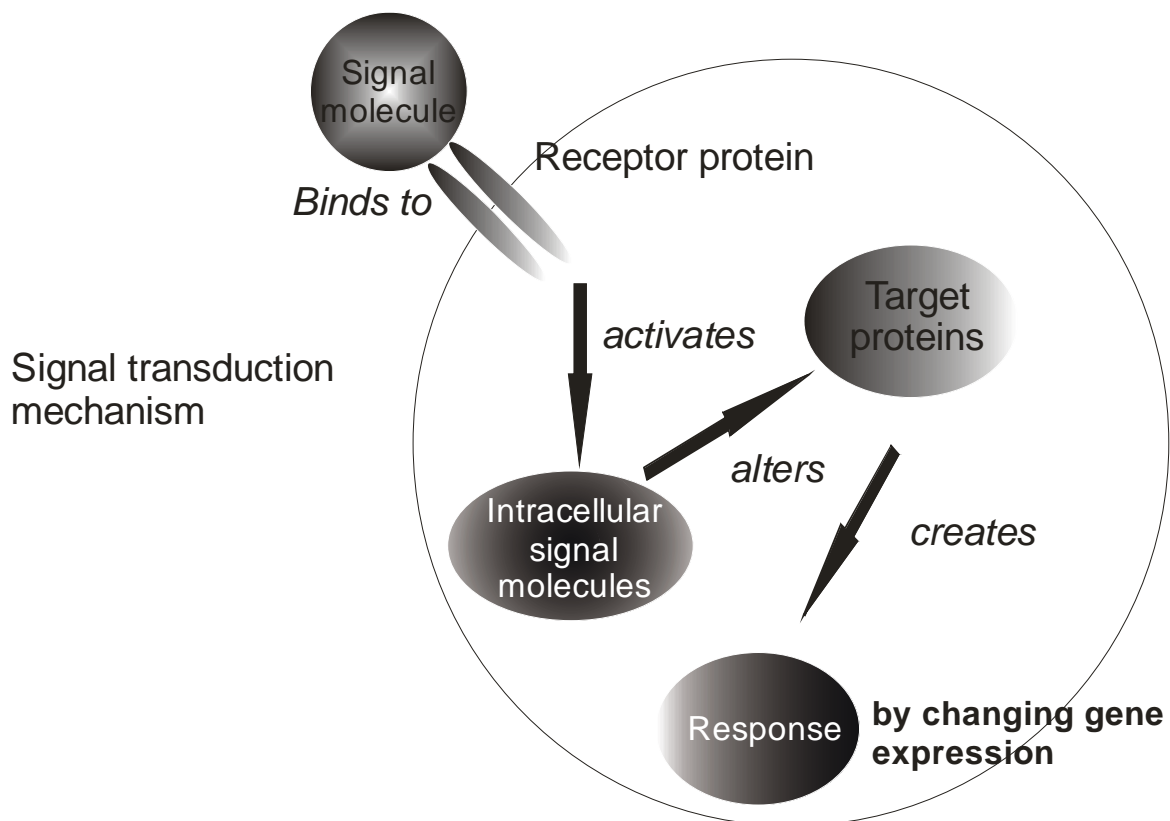 Signal
molecule
Receptor protein
Binds to
Target
proteins
activates
Signal transduction
mechanism
alters
Intracellular
signal
molecules
creates
Response
by changing gene
expression